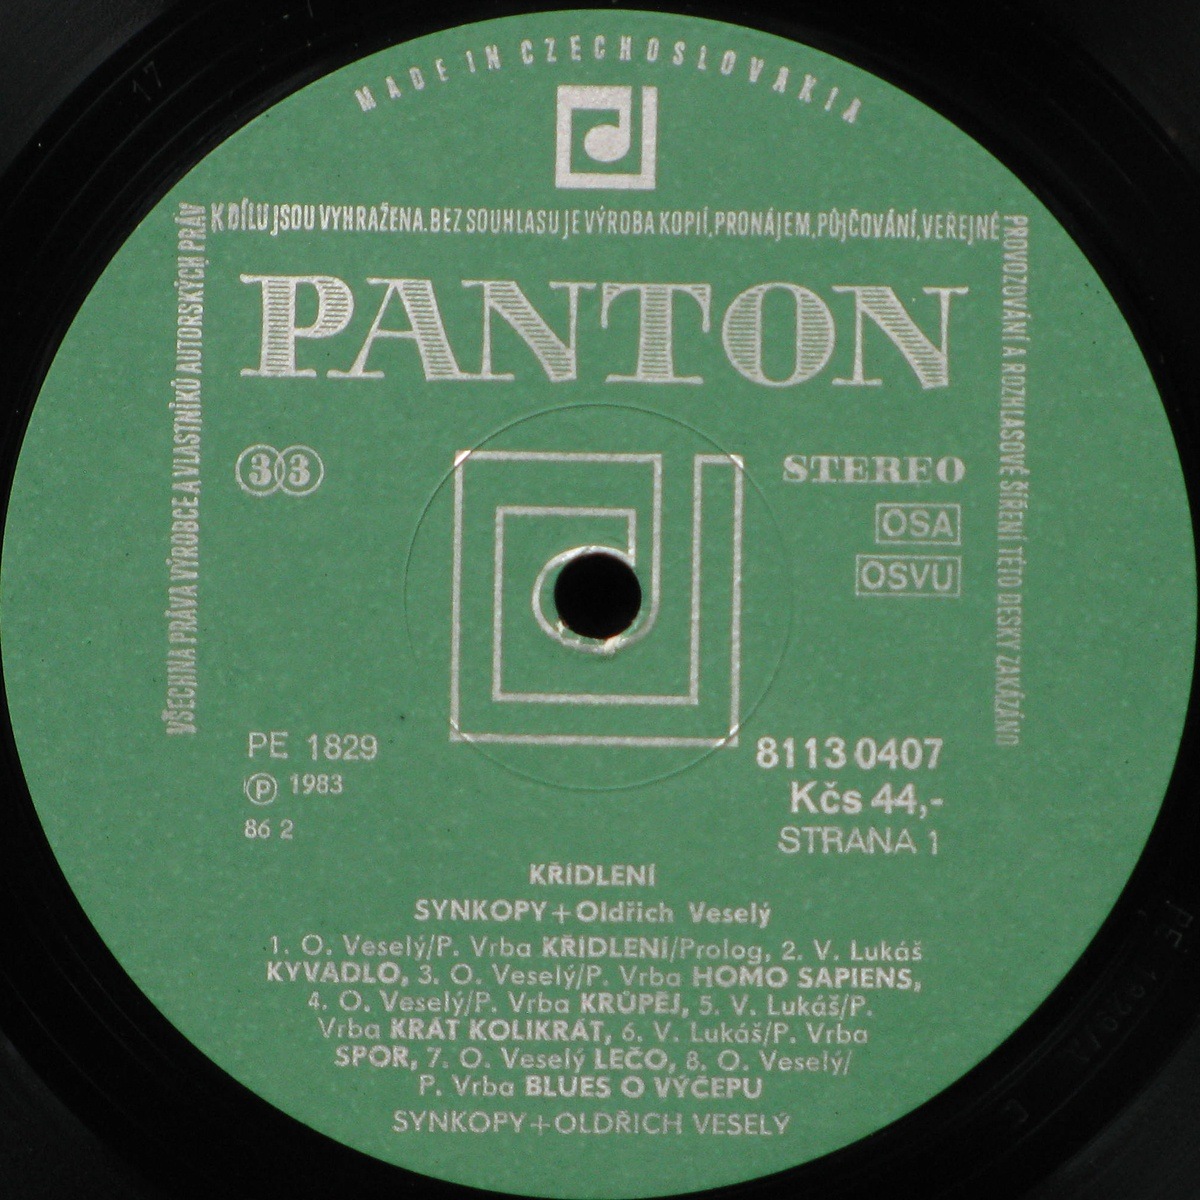 MADE IN CZECHOSLOVAKIA
VŠECHNA PRÁVA VÝROBCE A VLASTNÍKŮ AUTORSKÝCH PRÁV
K DÍLU JSOU VYHRAŽENA. BEZ SOUHLASU JE VÝROBA KOPIÍ, PRONÁJEM, PŮJČOVÁNÍ, VEŘEJNÉ
PROVOZOVÁNÍ A ROZHLASOVÉ ŠÍŘENÍ TÉTO DESKY ZAKÁZÁNO
PANTON
33
STEREO
OSA
OSVU
PE 1829
Ⓟ 1983
86 2
8113 0407
Kčs 44,-
STRANA 1
KŘÍDLENÍ
SYNKOPY+Oldřich Veselý
1. O. Veselý/P. Vrba KŘÍDLENÍ/Prolog, 2. V. Lukáš
KYVADLO, 3. O. Veselý/P. Vrba HOMO SAPIENS,
4. O. Veselý/P. Vrba KRŮPĚJ, 5. V. Lukáš/P.
Vrba KRÁT KOLIKRÁT, 6. V. Lukáš/P. Vrba
SPOR, 7. O. Veselý LEČO, 8. O. Veselý/
P. Vrba BLUES O VÝČEPU
SYNKOPY+OLDŘICH VESELÝ
17